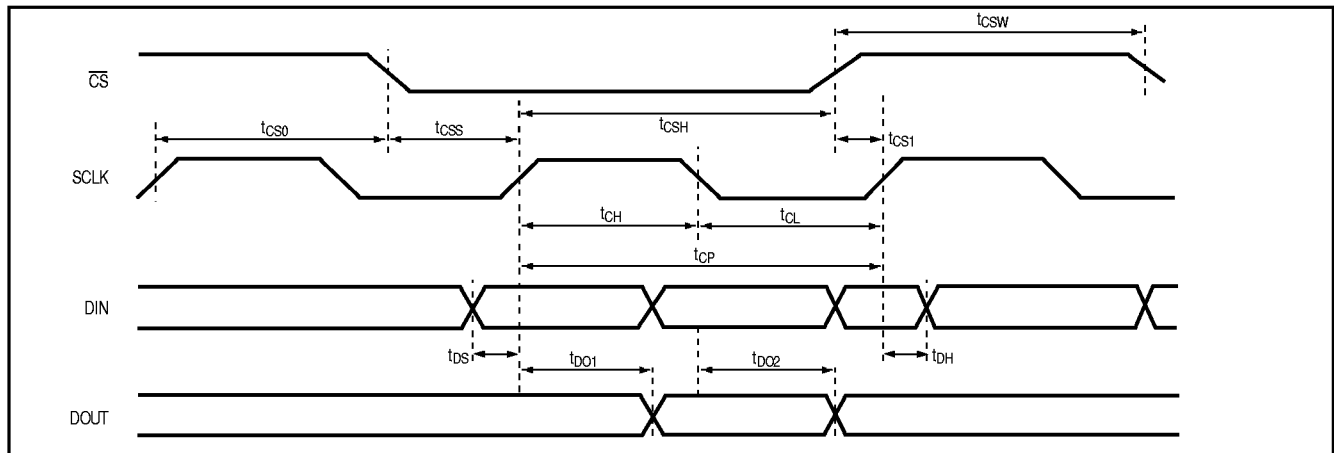 tCSW
CS
tCS0
tCSS
tCSH
tCS1
SCLK
tCH
tCL
tCP
DIN
tDS
tDO1
tDO2
tDH
DOUT